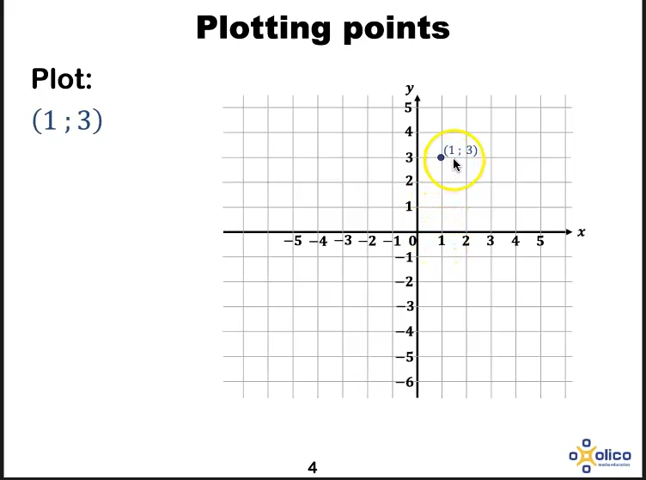 Plotting points
Plot:
(1 ; 3)
y
5
4
3
(1 ; 3)
2
1
−5 −4 −3 −2 −1 0 1 2 3 4 5 x
−1
−2
−3
−4
−5
−6
olico
4